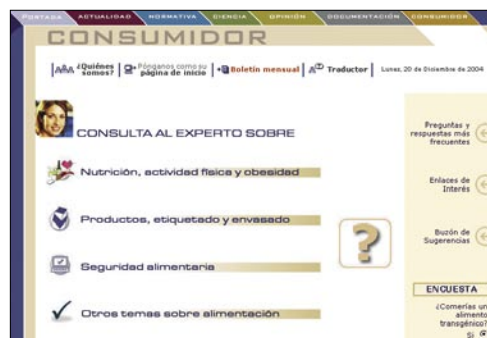 PORTADA ACTUALIDAD NORMATIVA CIENCIA OPINIÓN DOCUMENTACIÓN CONSUMIDOR
CONSUMIDOR
¿Quiénes somos? Pónganos como su página de inicio Boletín mensual Traductor Lunes, 20 de Diciembre de 2004
CONSULTA AL EXPERTO SOBRE
Nutrición, actividad física y obesidad
Productos, etiquetado y envasado
Seguridad alimentaria
Otros temas sobre alimentación
?
Preguntas y
respuestas más
frecuentes
Enlaces de
Interés
Buzón de
Sugerencias
ENCUESTA
¿Comerías un
alimento
transgénico?
Si